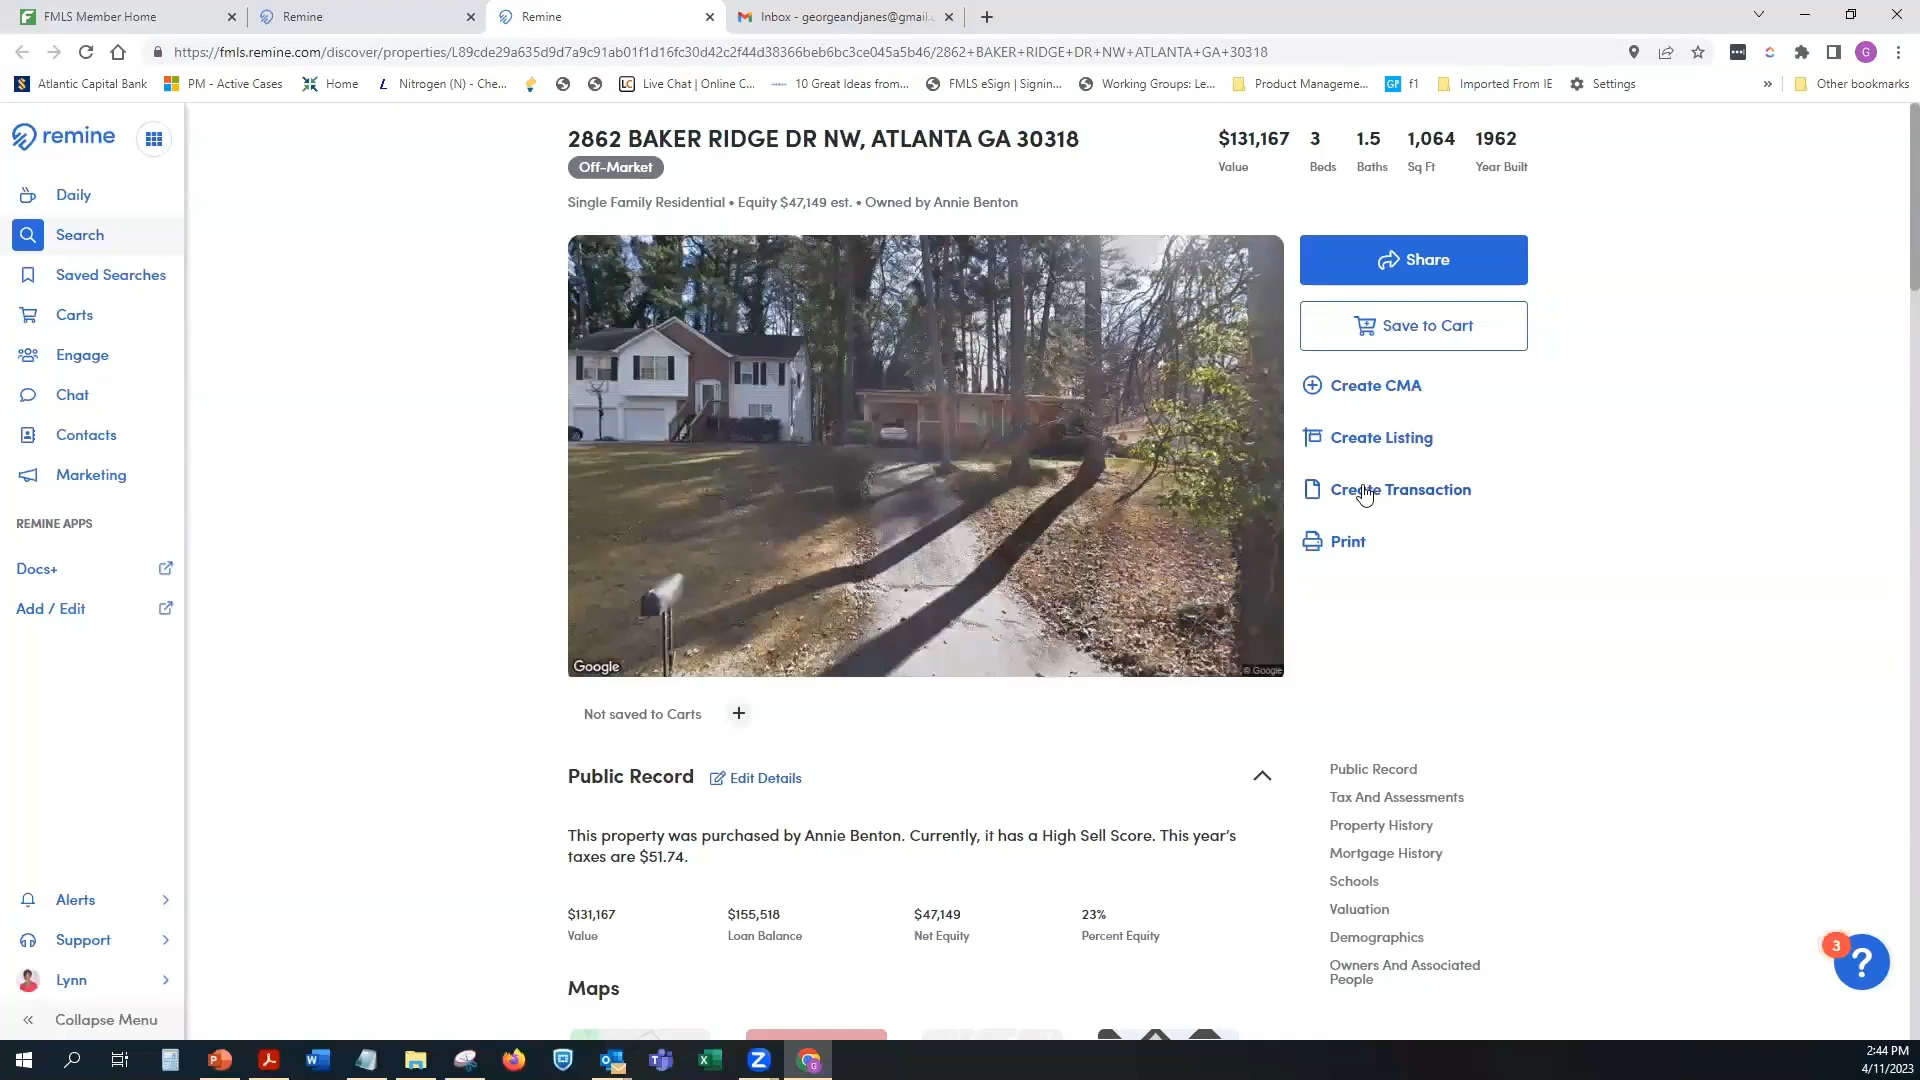 FMLS Member Home
Remine
Remine
Inbox - georgeandjanes@gmail.
https://fmls.remine.com/discover/properties/L89cde29a635d9d7a9c91ab01f1d16fc30d42c2f44d38366beb6bc3ce045a5b46/2862+BAKER+RIDGE+DR+NW+ATLANTA+GA+30318
G
Atlantic Capital Bank
PM - Active Cases
Home
Nitrogen (N) - Che...
LC
Live Chat | Online C...
10 Great Ideas from...
FMLS eSign | Signin...
Working Groups: Le...
Product Manageme...
GP
f1
Imported From IE
Settings
»
Other bookmarks
remine
Daily
Search
Saved Searches
Carts
Engage
Chat
Contacts
Marketing
REMINE APPS
Docs+
Add / Edit
Alerts
Support
Lynn
Collapse Menu
2862 BAKER RIDGE DR NW, ATLANTA GA 30318
Off-Market
Single Family Residential • Equity $47,149 est. • Owned by Annie Benton
$131,167 3 1.5 1,064 1962
Value Beds Baths Sq Ft Year Built
Google
© Google
Share
Save to Cart
Create CMA
Create Listing
Create Transaction
Print
Not saved to Carts
Public Record
Edit Details
This property was purchased by Annie Benton. Currently, it has a High Sell Score. This year's
taxes are $51.74.
$131,167 $155,518 $47,149 23%
Value Loan Balance Net Equity Percent Equity
Maps
Public Record
Tax And Assessments
Property History
Mortgage History
Schools
Valuation
Demographics
Owners And Associated
People
3
?
2:44 PM
4/11/2023